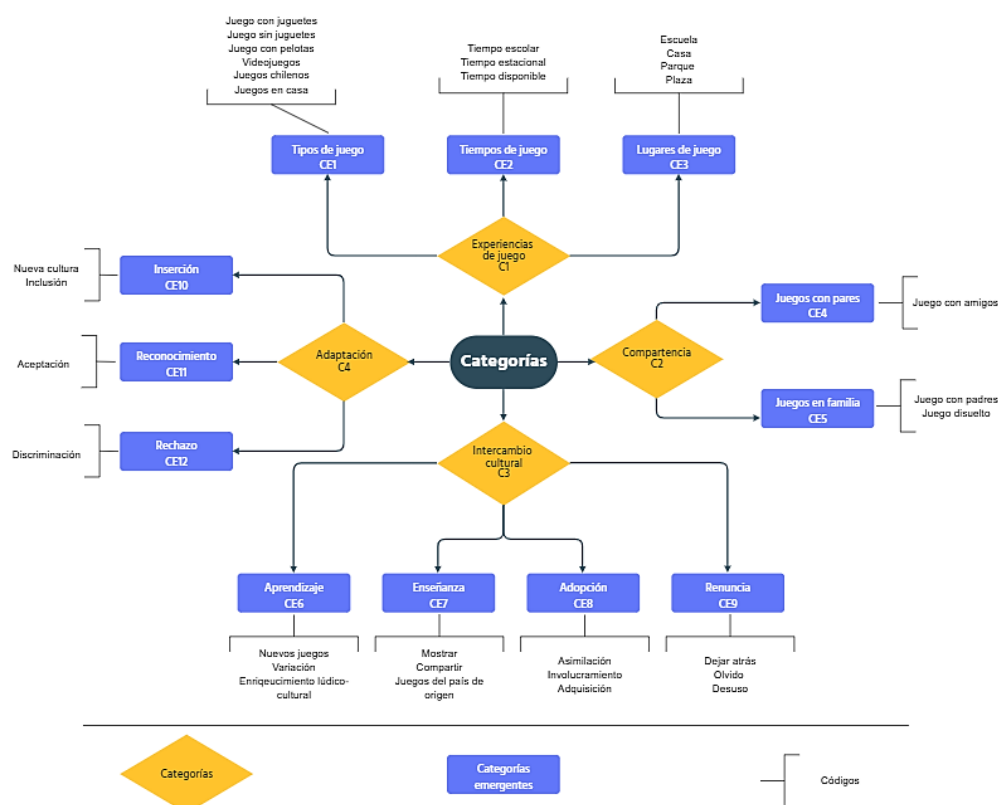 Juego con juguetes
Juego sin juguetes
Juego con pelotas
Videojuegos
Juegos chilenos
Juegos en casa
Tiempo escolar
Tiempo estacional
Tiempo disponible
Escuela
Casa
Parque
Plaza
Tipos de juego
CE1
Tiempos de juego
CE2
Lugares de juego
CE3
Experiencias
de juego
C1
Nueva cultura
Inclusión
Inserción
CE10
Juegos con pares
CE4
Juego con amigos
Aceptación
Reconocimiento
CE11
Adaptación
C4
Categorías
Compartencia
C2
Juegos en familia
CE5
Juego con padres
Juego disuelto
Discriminación
Rechazo
CE12
Intercambio
cultural
C3
Aprendizaje
CE6
Enseñanza
CE7
Adopción
CE8
Renuncia
CE9
Nuevos juegos
Variación
Enriqeucimiento lúdico-
cultural
Mostrar
Compartir
Juegos del país de
origen
Asimilación
Involucramiento
Adquisición
Dejar atrás
Olvido
Desuso
Categorías
Categorías
emergentes
Códigos